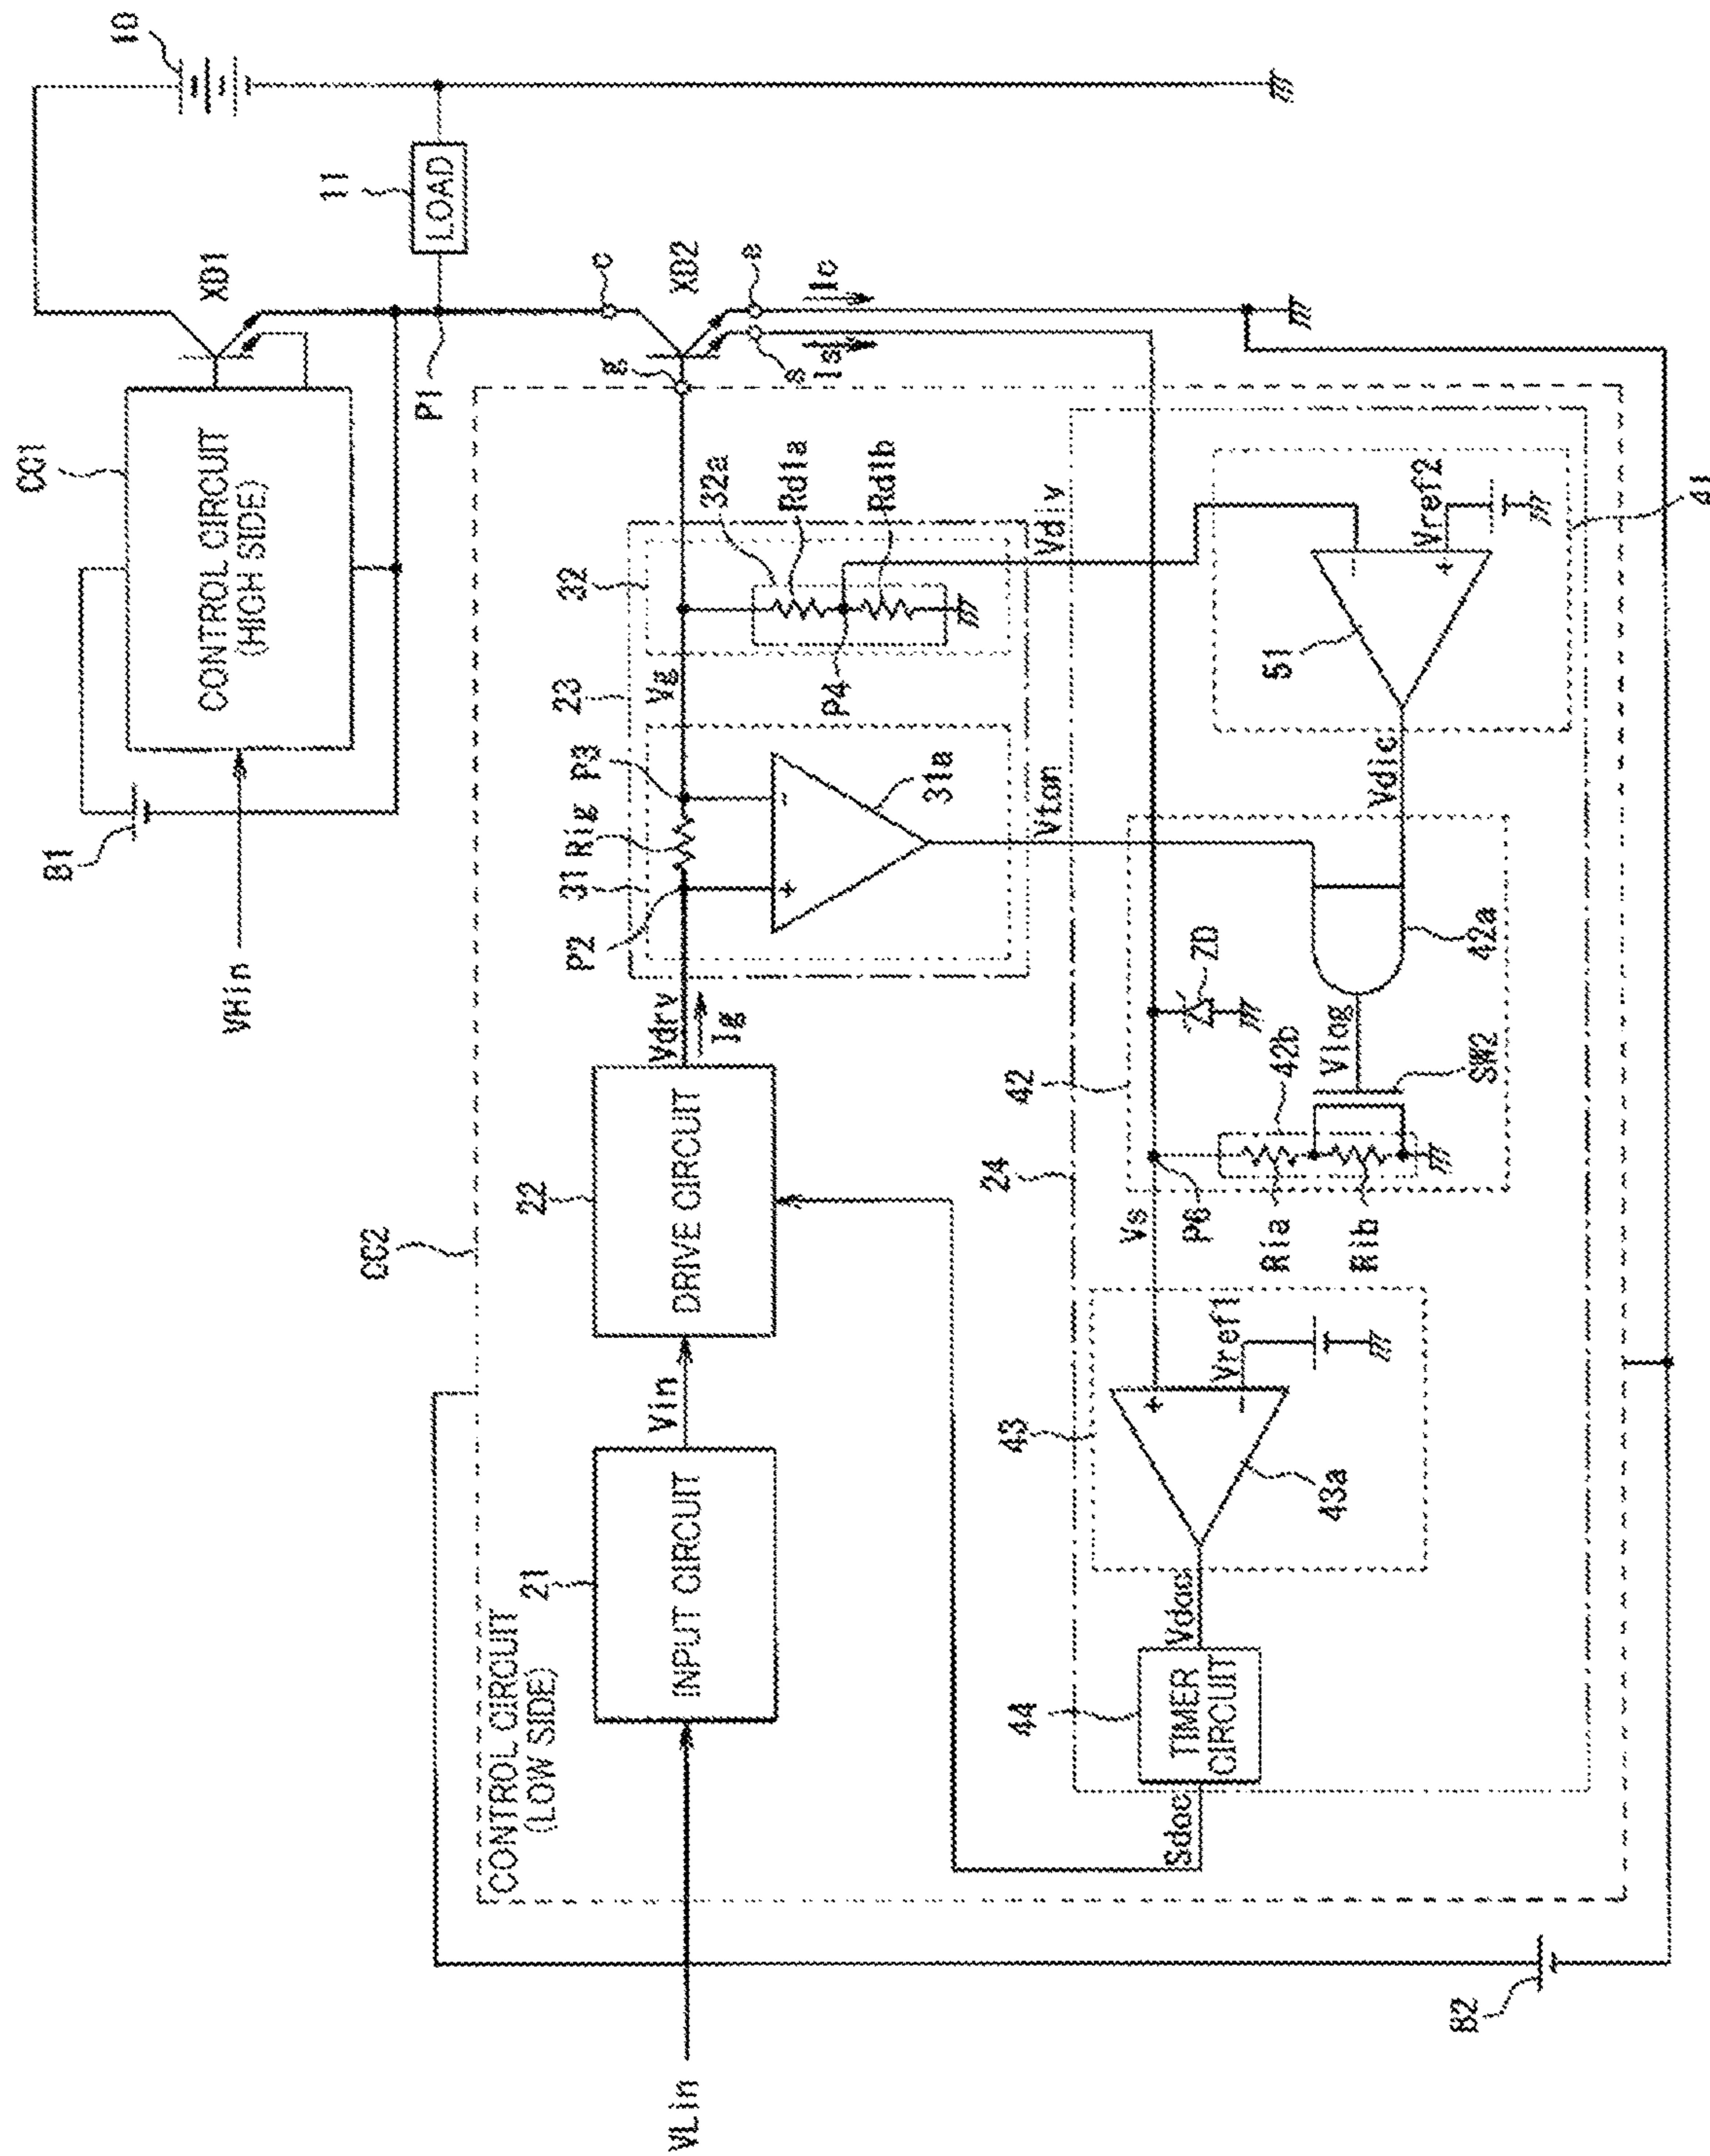 10
B1
CC1
CONTROL CIRCUIT
(HIGH SIDE)
XD1
VHin
11
LOAD
P1
CC2
CONTROL CIRCUIT
(LOW SIDE)
21
INPUT CIRCUIT
Vin
22
DRIVE CIRCUIT
Vdrv
Ig
VLin
23
31
Rig
P2
P3
+
-
31a
Vg
32
32a
Rd1a
Rd1b
P4
g
c
XD2
e
s
Ic
Is
Vton
Vdiv
24
44
TIMER
CIRCUIT
Sdoc
Vdoc
43
43a
+
-
Vref1
Vs
P6
42
ZD
Ria
Rib
42b
Vlog
SW2
42a
Vdic
51
-
+
Vref2
41
B2